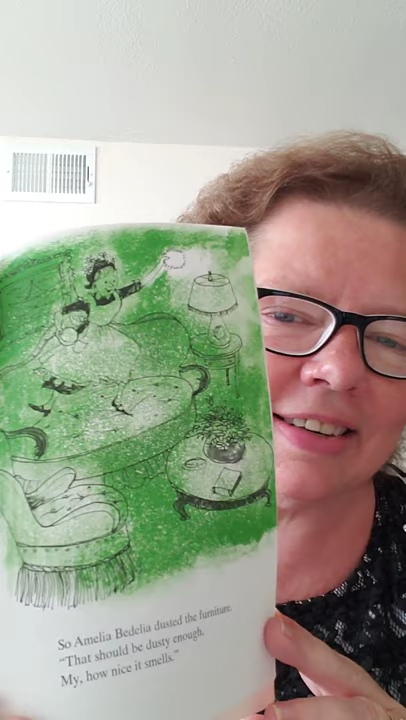 So Amelia Bedelia dusted the furniture.
“That should be dusty enough.
My, how nice it smells.”